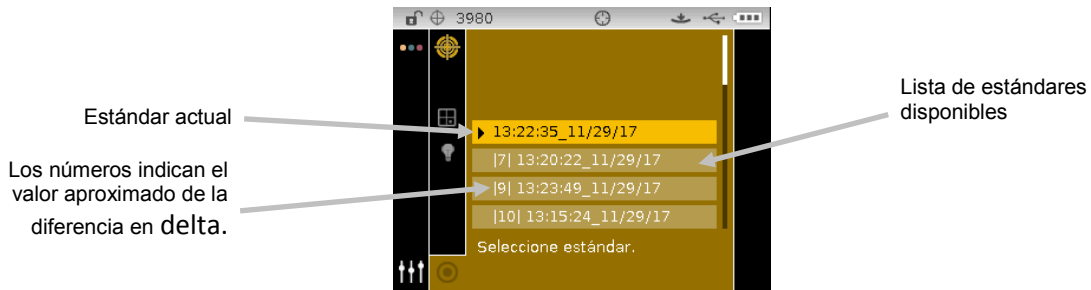 3980
Estándar actual
Los números indican el
valor aproximado de la
diferencia en delta.
13:22:35_11/29/17
|7| 13:20:22_11/29/17
|9| 13:23:49_11/29/17
|10| 13:15:24_11/29/17
Seleccione estándar.
Lista de estándares
disponibles